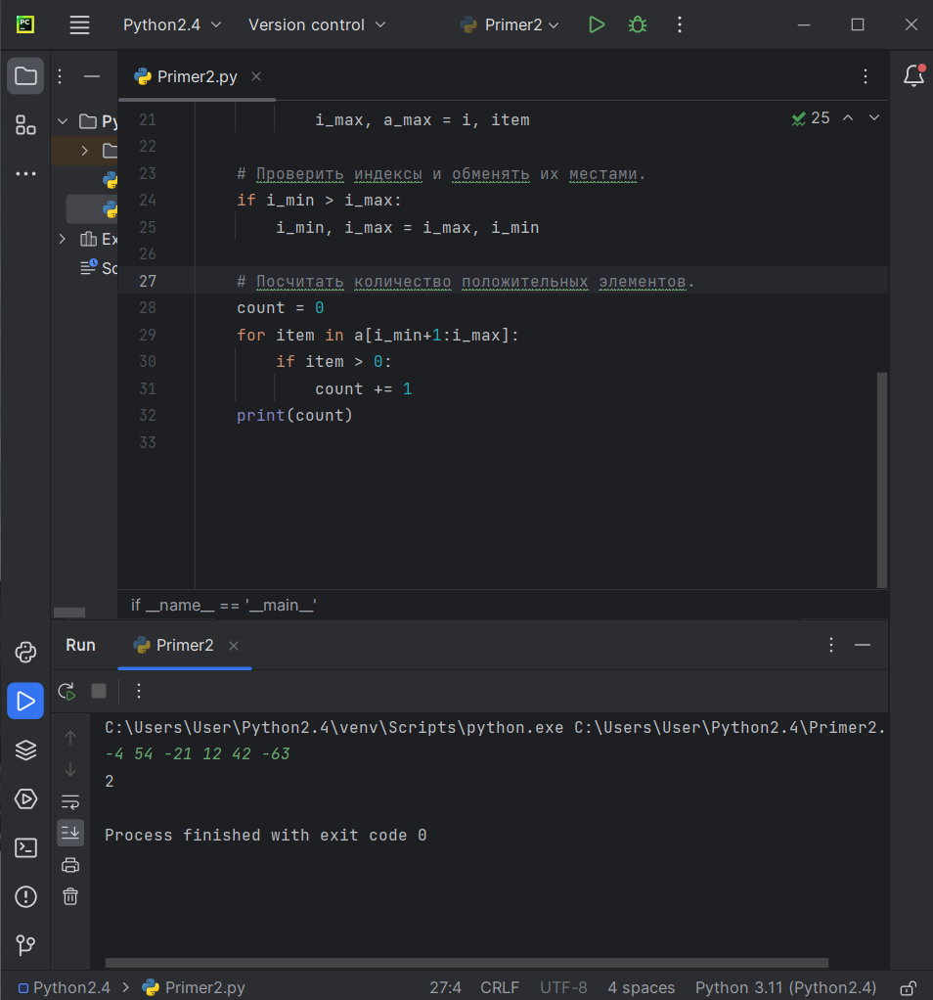 PC
Python2.4 Version control Primer2
Primer2.py
Py
Ex
Sc
25
21 i_max, a_max = i, item
22
23 # Проверить индексы и обменять их местами.
24 if i_min > i_max:
25 i_min, i_max = i_max, i_min
26
27 # Посчитать количество положительных элементов.
28 count = 0
29 for item in a[i_min+1:i_max]:
30 if item > 0:
31 count += 1
32 print(count)
33
if __name__ == '__main__'
Run Primer2
C:\Users\User\Python2.4\venv\Scripts\python.exe C:\Users\User\Python2.4\Primer2.
-4 54 -21 12 42 -63
2
Process finished with exit code 0
Python2.4 Primer2.py 27:4 CRLF UTF-8 4 spaces Python 3.11 (Python2.4)